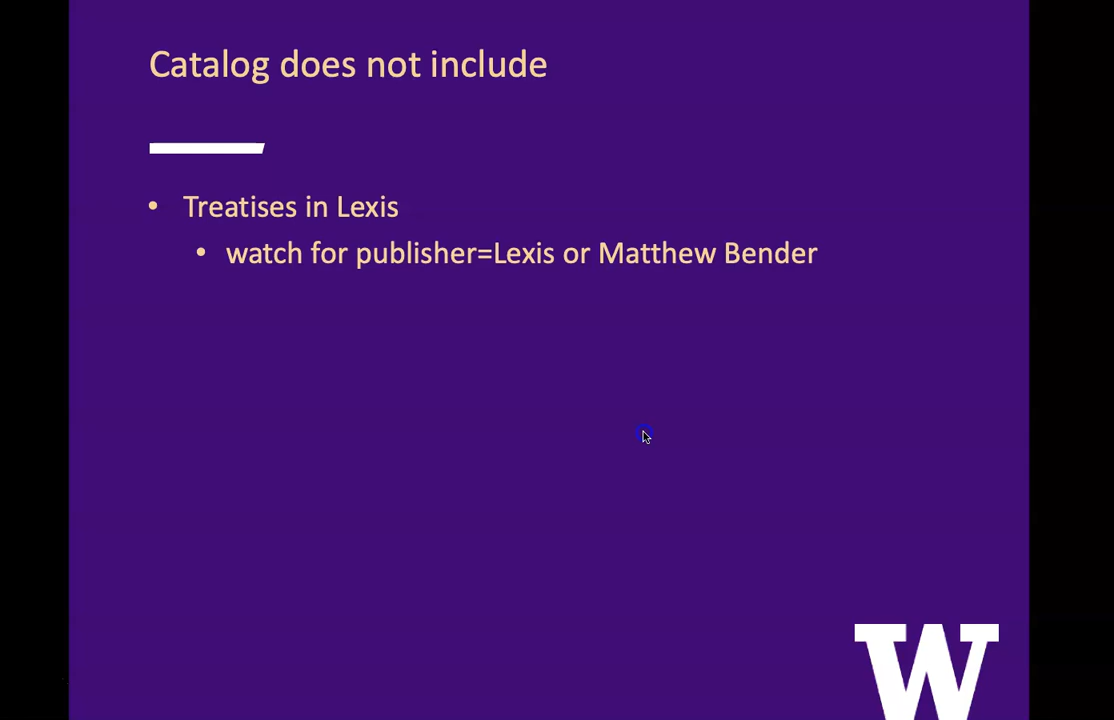 Catalog does not include
• Treatises in Lexis
• watch for publisher=Lexis or Matthew Bender
W